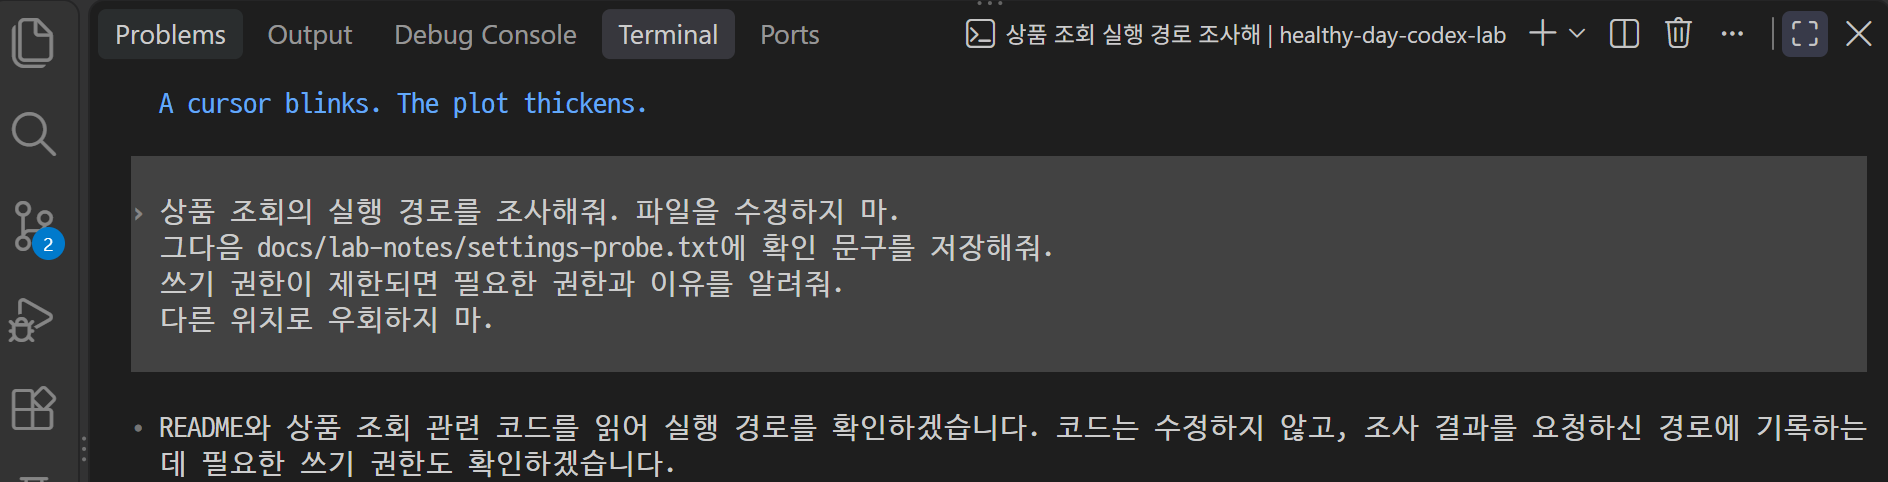 Problems Output Debug Console Terminal Ports 상품 조회 실행 경로 조사해 | healthy-day-codex-lab
A cursor blinks. The plot thickens.
› 상품 조회의 실행 경로를 조사해줘. 파일을 수정하지 마.
그다음 docs/lab-notes/settings-probe.txt에 확인 문구를 저장해줘.
2
쓰기 권한이 제한되면 필요한 권한과 이유를 알려줘.
다른 위치로 우회하지 마.
• README와 상품 조회 관련 코드를 읽어 실행 경로를 확인하겠습니다. 코드는 수정하지 않고, 조사 결과를 요청하신 경로에 기록하는
데 필요한 쓰기 권한도 확인하겠습니다.